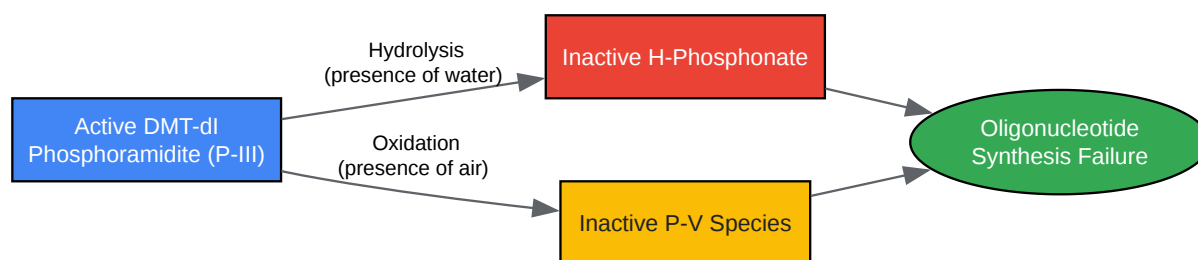 Active DMT-dI
Phosphoramidite (P-III)
Hydrolysis
(presence of water)
Oxidation
(presence of air)
Inactive H-Phosphonate
Inactive P-V Species
Oligonucleotide
Synthesis Failure